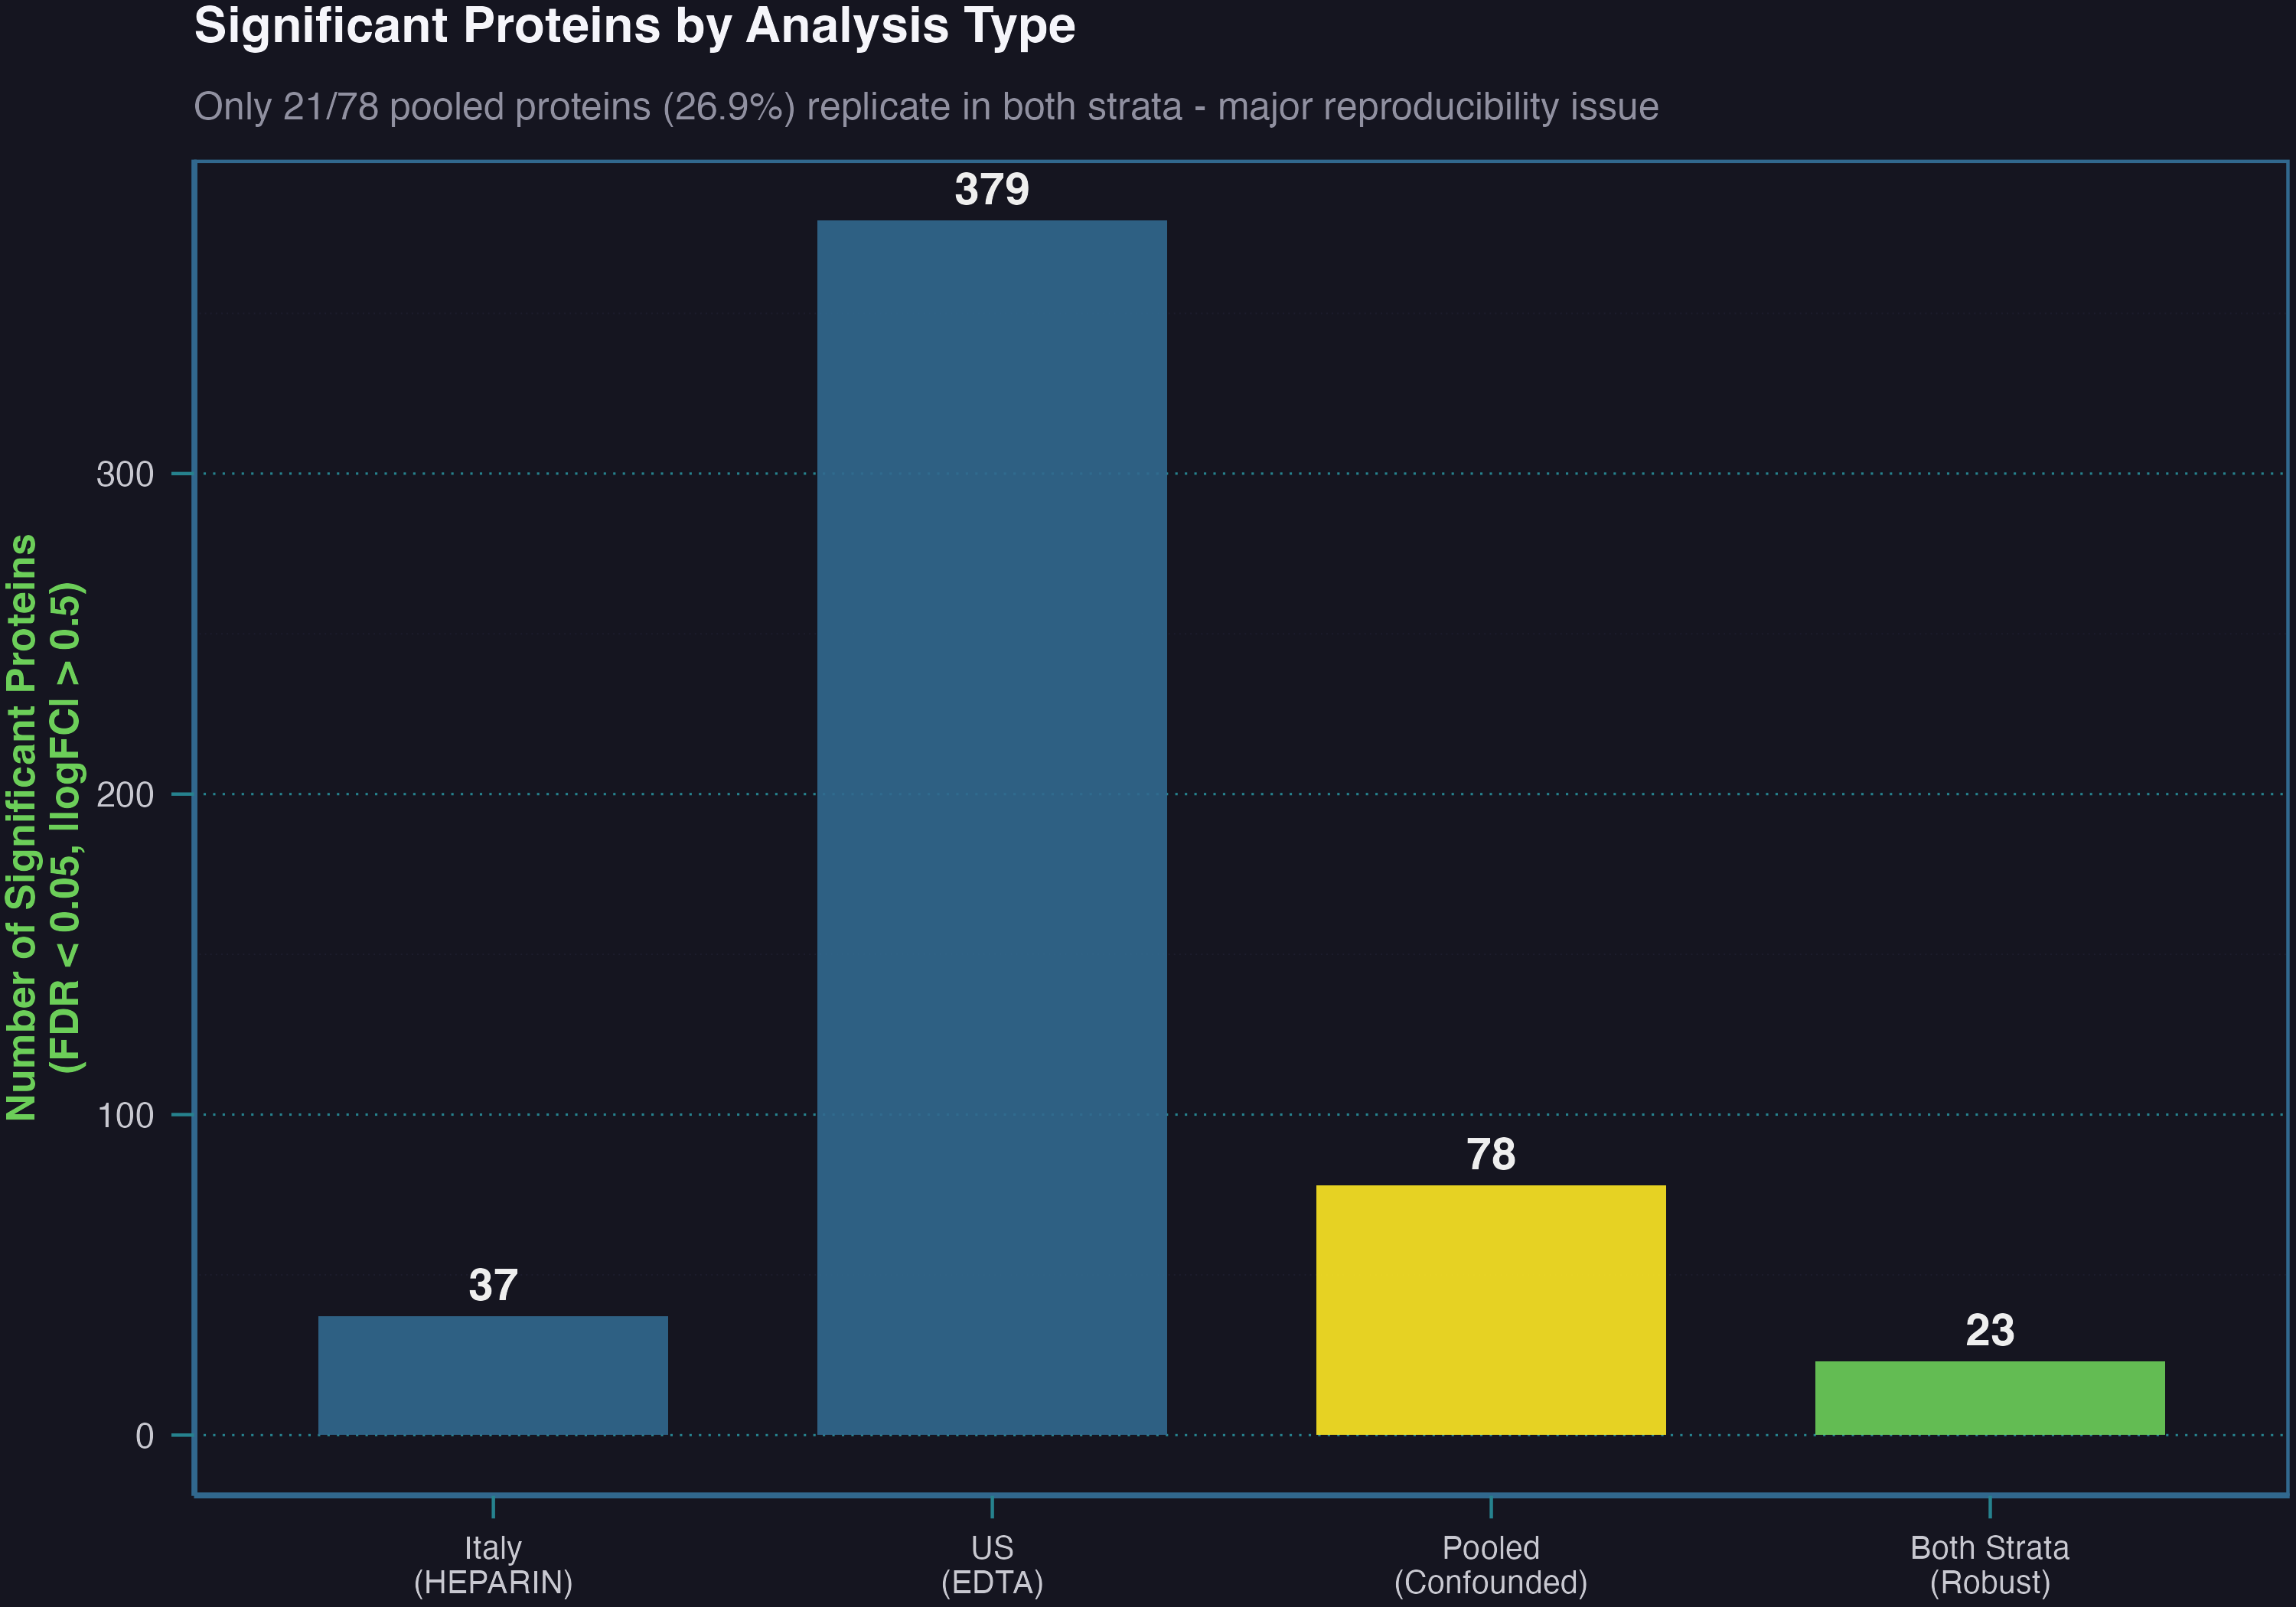 Significant Proteins by Analysis Type
Only 21/78 pooled proteins (26.9%) replicate in both strata - major reproducibility issue
Number of Significant Proteins
(FDR < 0.05, |logFC| > 0.5)
300
200
100
0
379
37
78
23
Italy
(HEPARIN)
US
(EDTA)
Pooled
(Confounded)
Both Strata
(Robust)